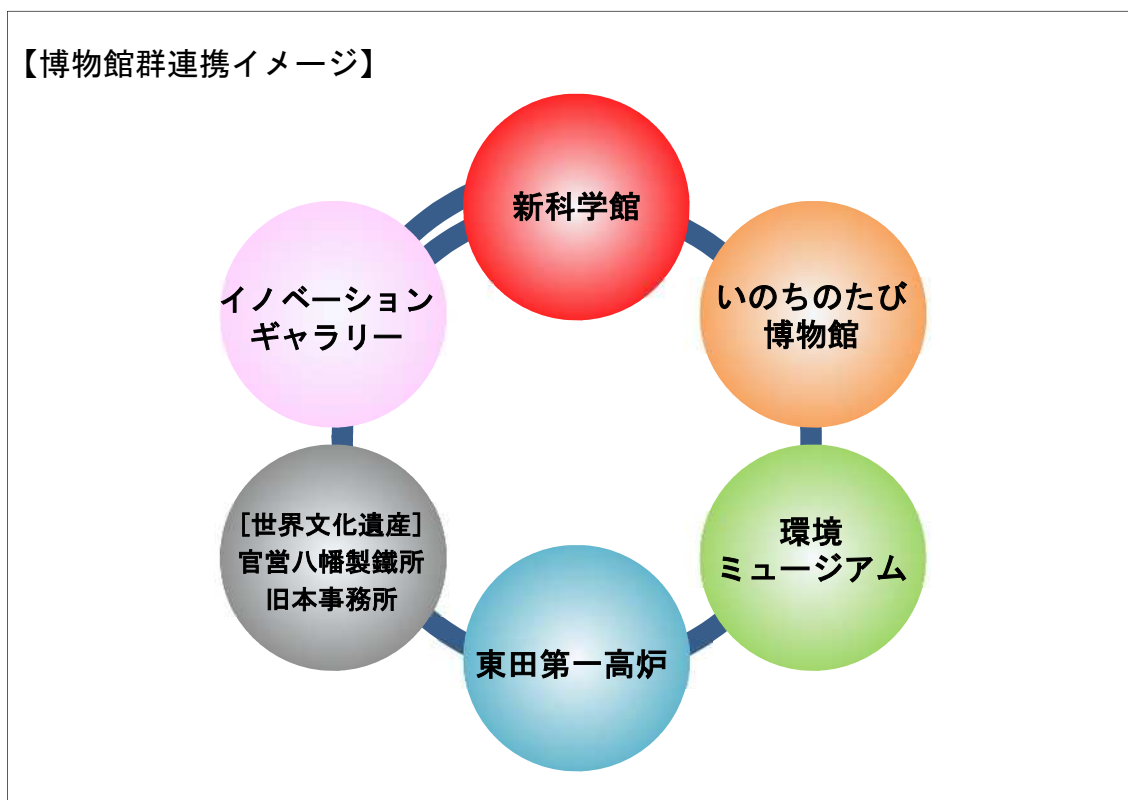 【博物館群連携イメージ】
新科学館
いのちのたび
博物館
環境
ミュージアム
東田第一高炉
[世界文化遺産]
官営八幡製鐵所
旧本事務所
イノベーション
ギャラリー